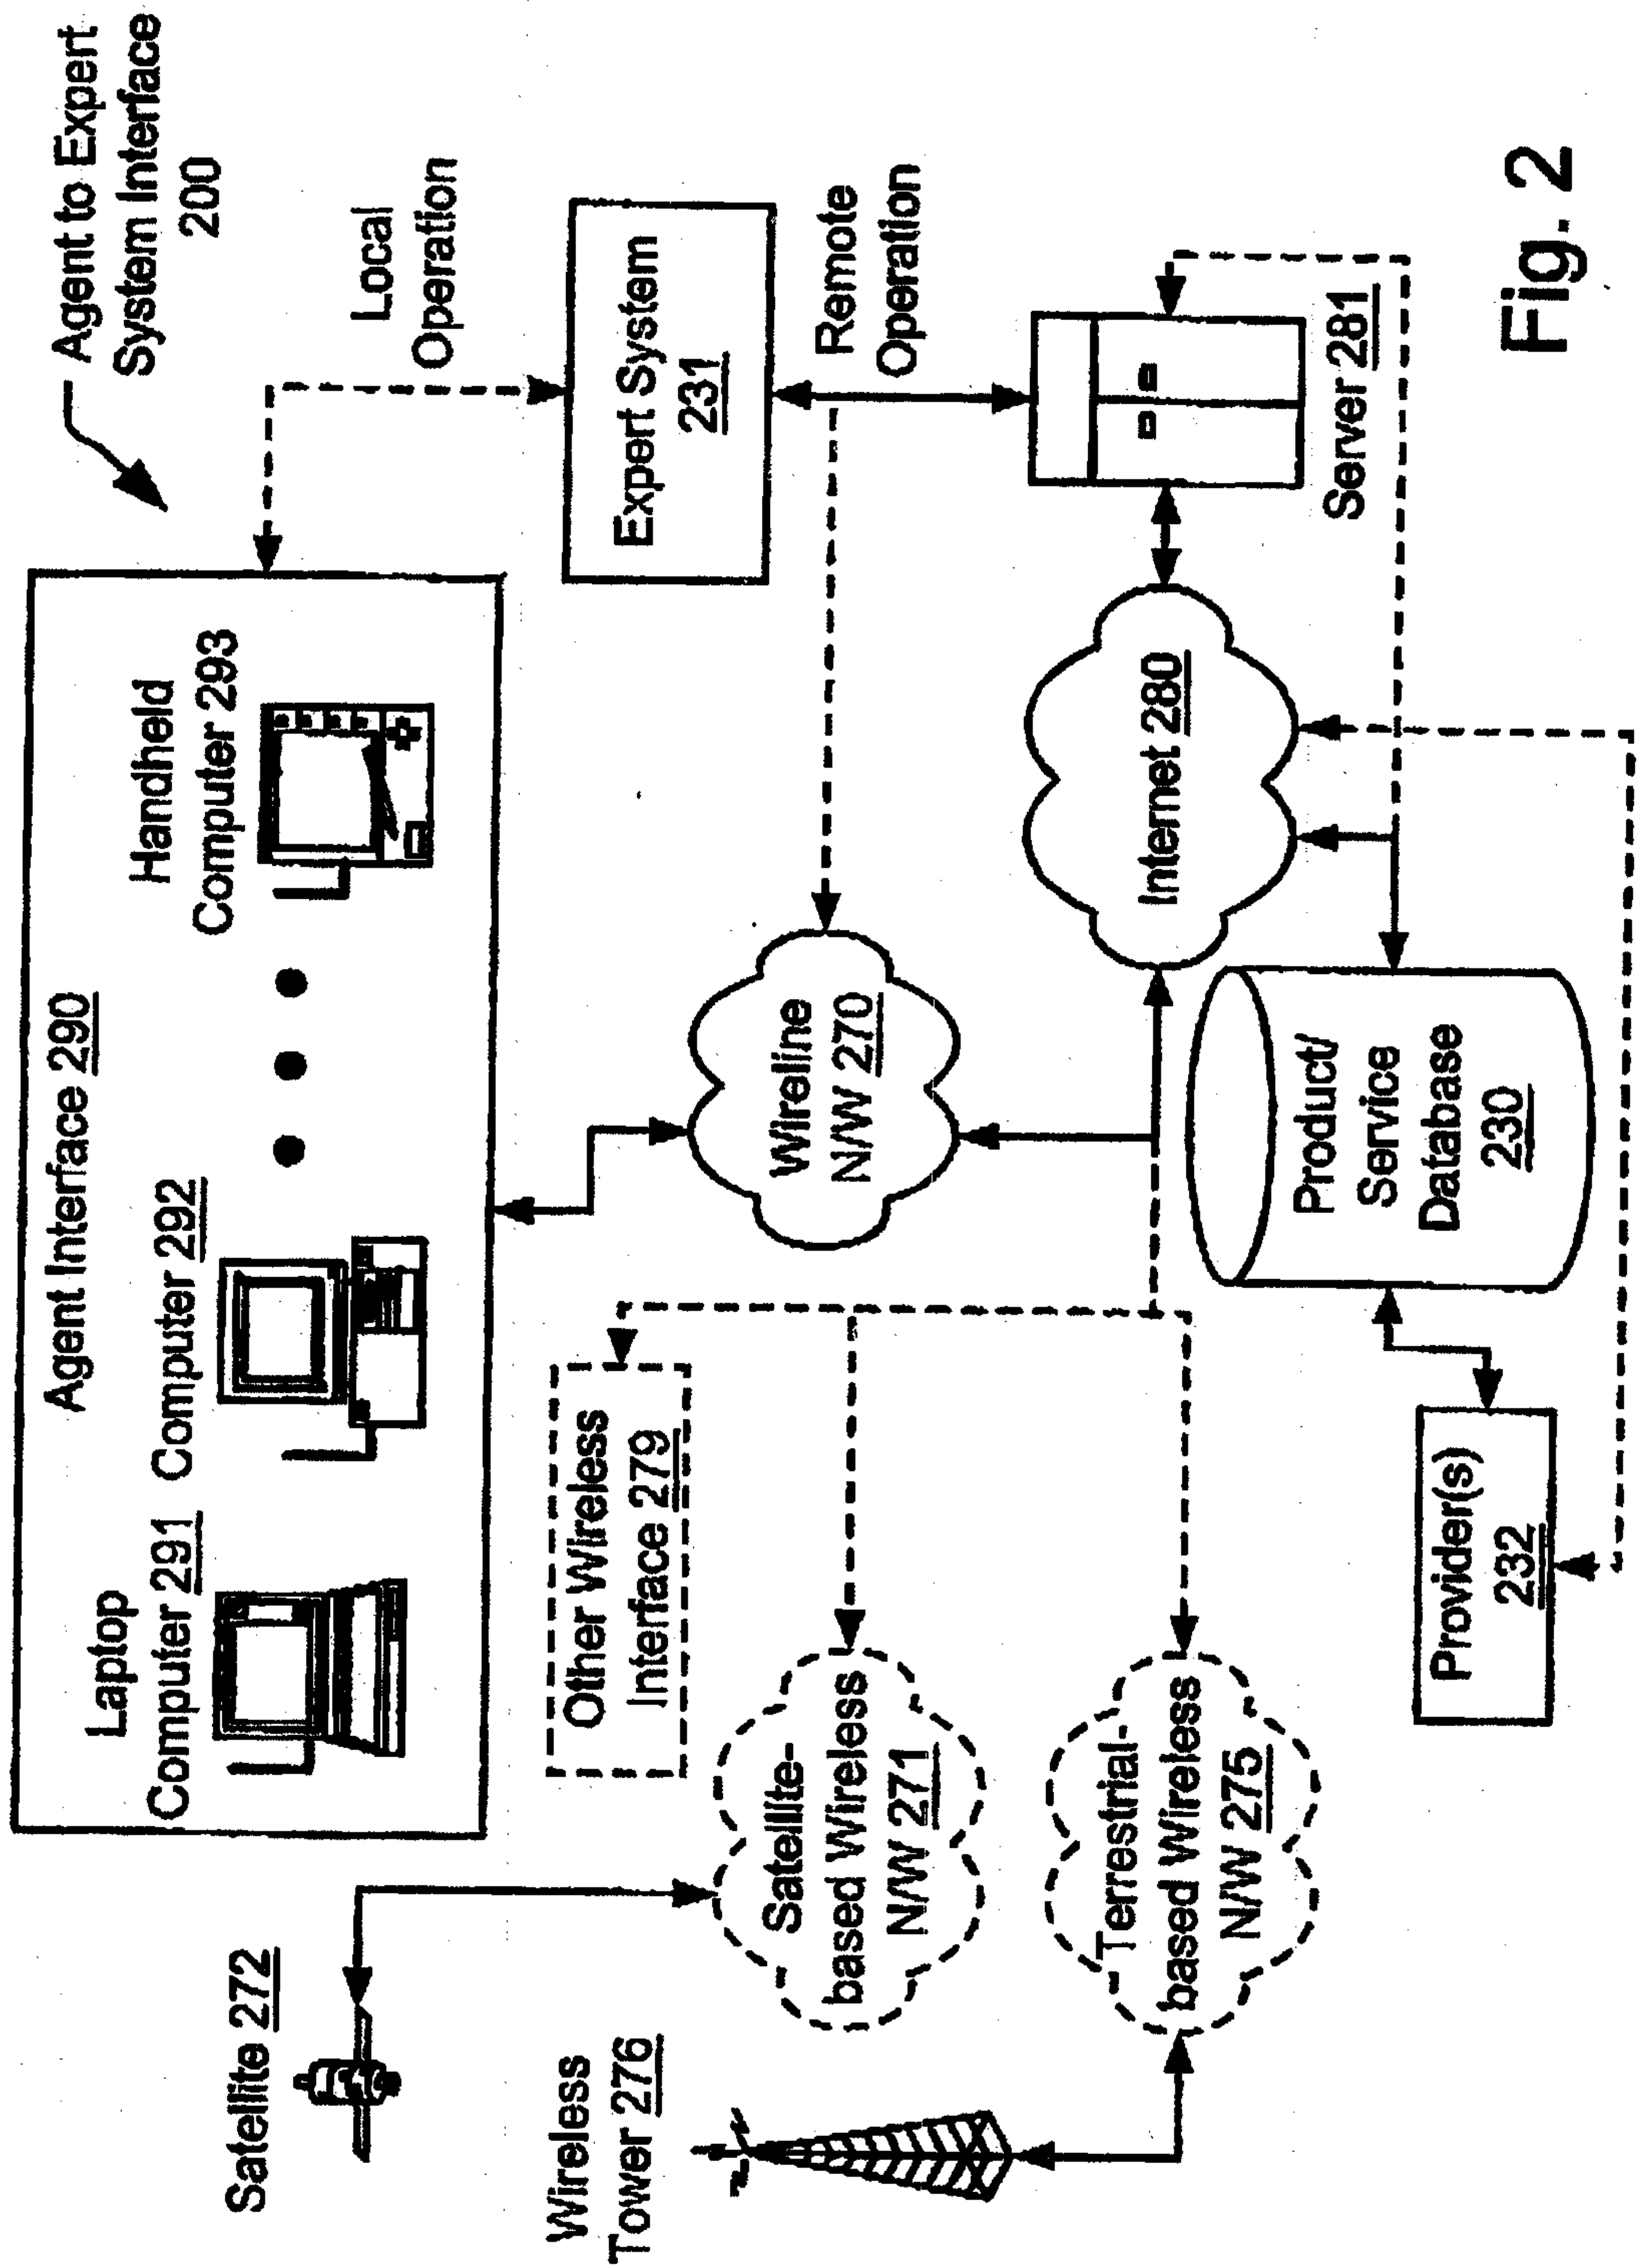 Agent to Expert
System Interface
200
Agent Interface 290
Laptop
Computer 291
Computer 292
Handheld
Computer 293
Local
Operation
Satellite 272
Wireless
Tower 276
Other Wireless
Interface 279
Expert System
231
Wireline
N/W 270
Remote
Operation
Satellite-
based Wireless
N/W 271
Terrestrial-
based Wireless
N/W 275
Internet 280
Server 281
Product/
Service
Database
230
Provider(s)
232
Fig. 2